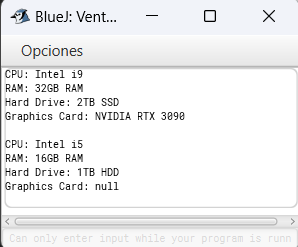 BlueJ: Vent...
Opciones
CPU: Intel i9
RAM: 32GB RAM
Hard Drive: 2TB SSD
Graphics Card: NVIDIA RTX 3090
CPU: Intel i5
RAM: 16GB RAM
Hard Drive: 1TB HDD
Graphics Card: null
Can only enter input while your program is runn